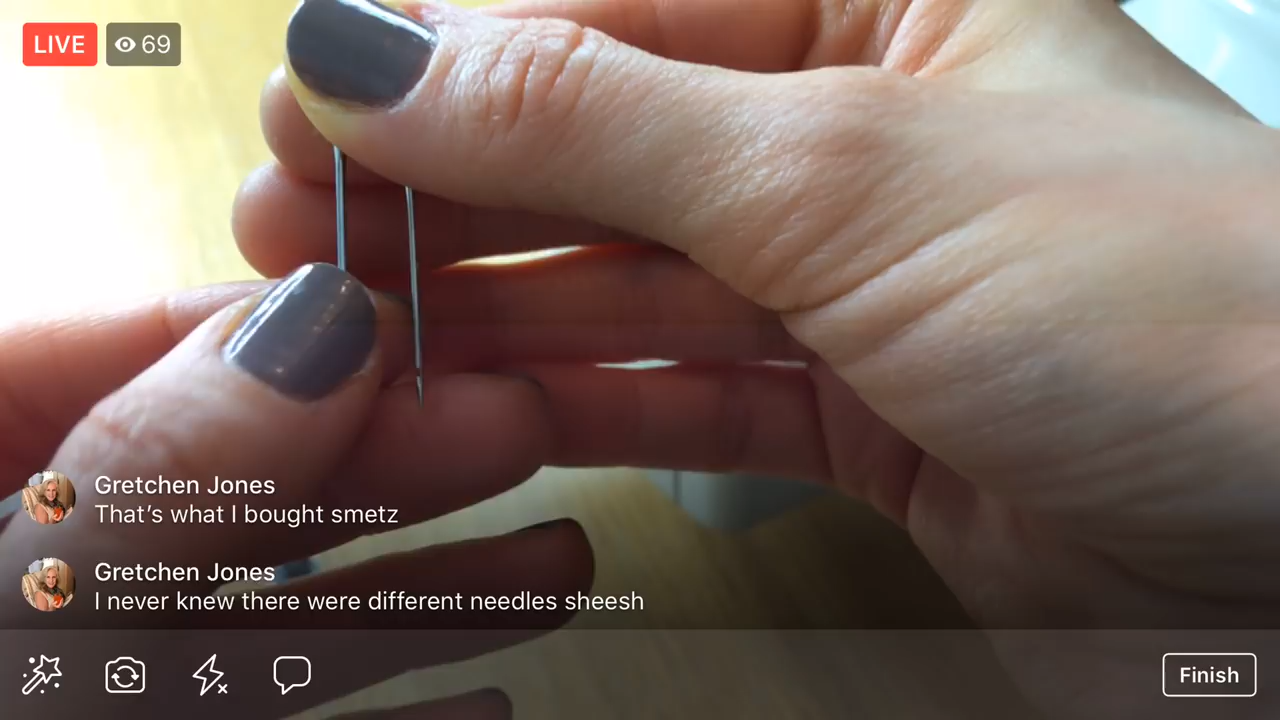 LIVE 69
Gretchen Jones
That's what I bought smetz
Gretchen Jones
I never knew there were different needles sheesh
Finish